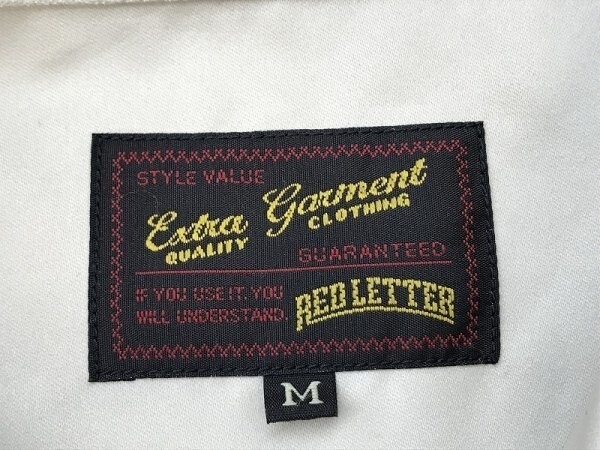 STYLE VALUE
Extra Garment
QUALITY CLOTHING
GUARANTEED
IF YOU USE IT. YOU
WILL UNDERSTAND.
RED LETTER
M